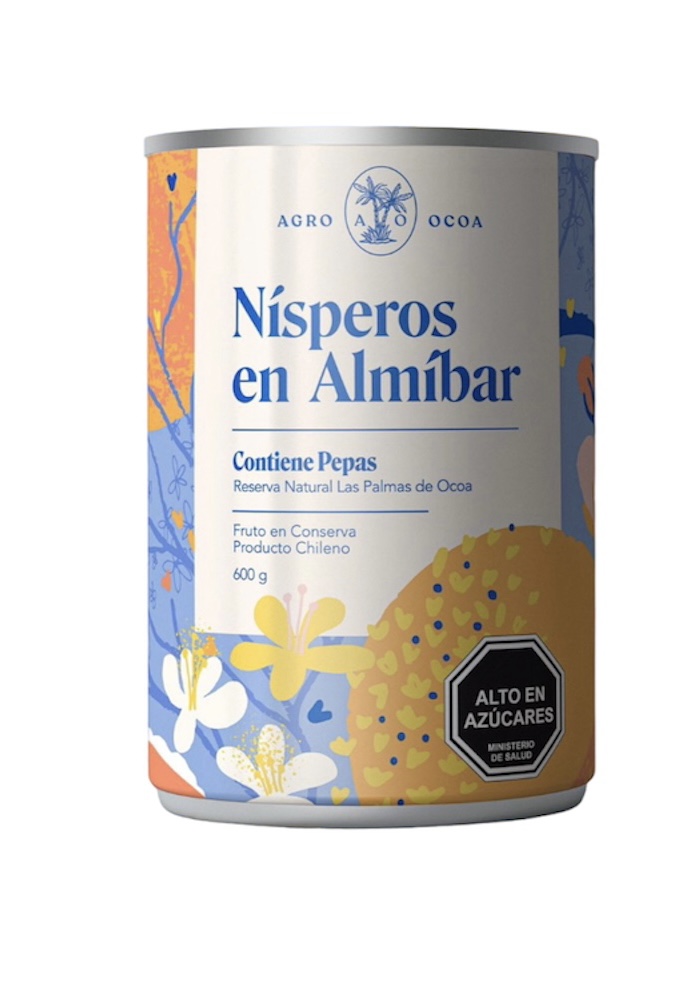 AGRO AO OCOA
Nísperos
en Almíbar
Contiene Pepas
Reserva Natural Las Palmas de Ocoa
Fruto en Conserva
Producto Chileno
600 g
ALTO EN
AZÚCARES
MINISTERIO
DE SALUD